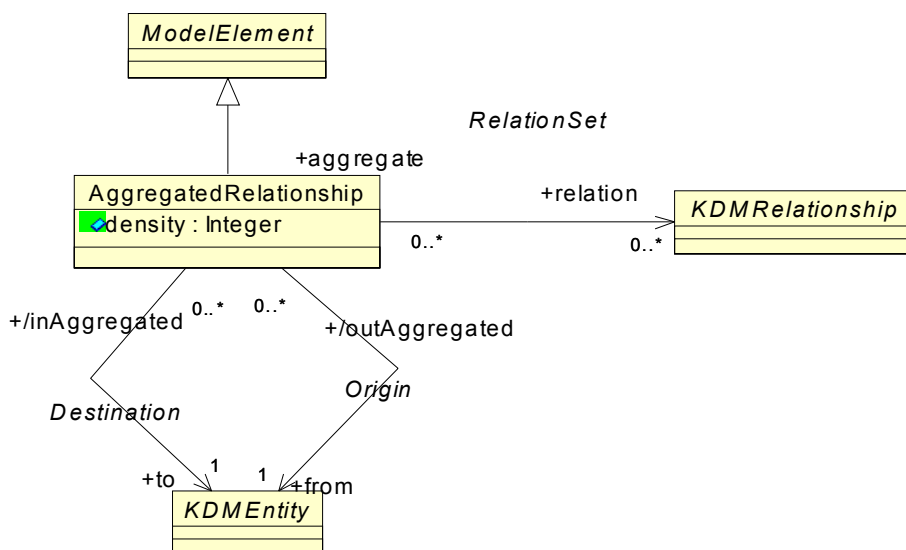 ModelElement
RelationSet
+aggregate
AggregatedRelationship
density : Integer
+relation
KDMRelationship
0..*
0..*
0..*
0..*
+/inAggregated
+/outAggregated
Origin
Destination
1
1
+to
+from
KDMEntity